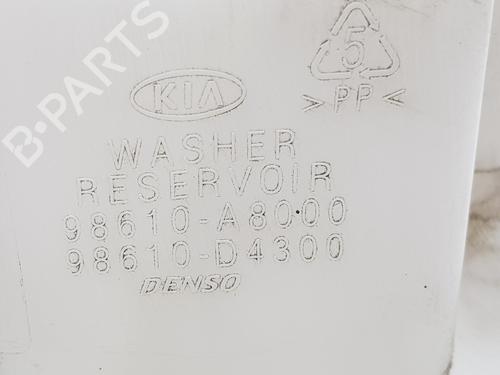 B-PARTS
KIA
5
>PP<
WASHER
RESERVOIR
98610-A8000
98610-D4300
DENSO